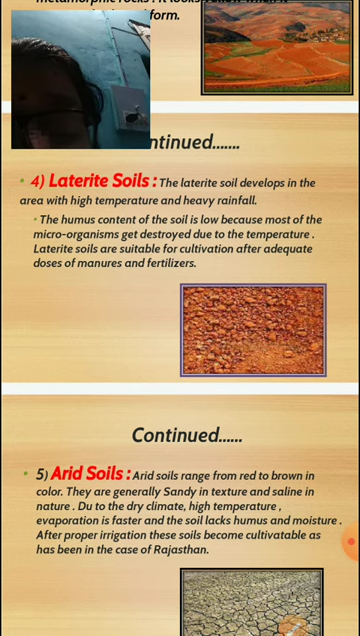 form.
ntinued.......
4) Laterite Soils : The laterite soil develops in the
area with high temperature and heavy rainfall.
The humus content of the soil is low because most of the
micro-organisms get destroyed due to the temperature .
Laterite soils are suitable for cultivation after adequate
doses of manures and fertilizers.
Continued......
5) Arid Soils : Arid soils range from red to brown in
color. They are generally Sandy in texture and saline in
nature . Du to the dry climate, high temperature ,
evaporation is faster and the soil lacks humus and moisture .
After proper irrigation these soils become cultivatable as
has been in the case of Rajasthan.